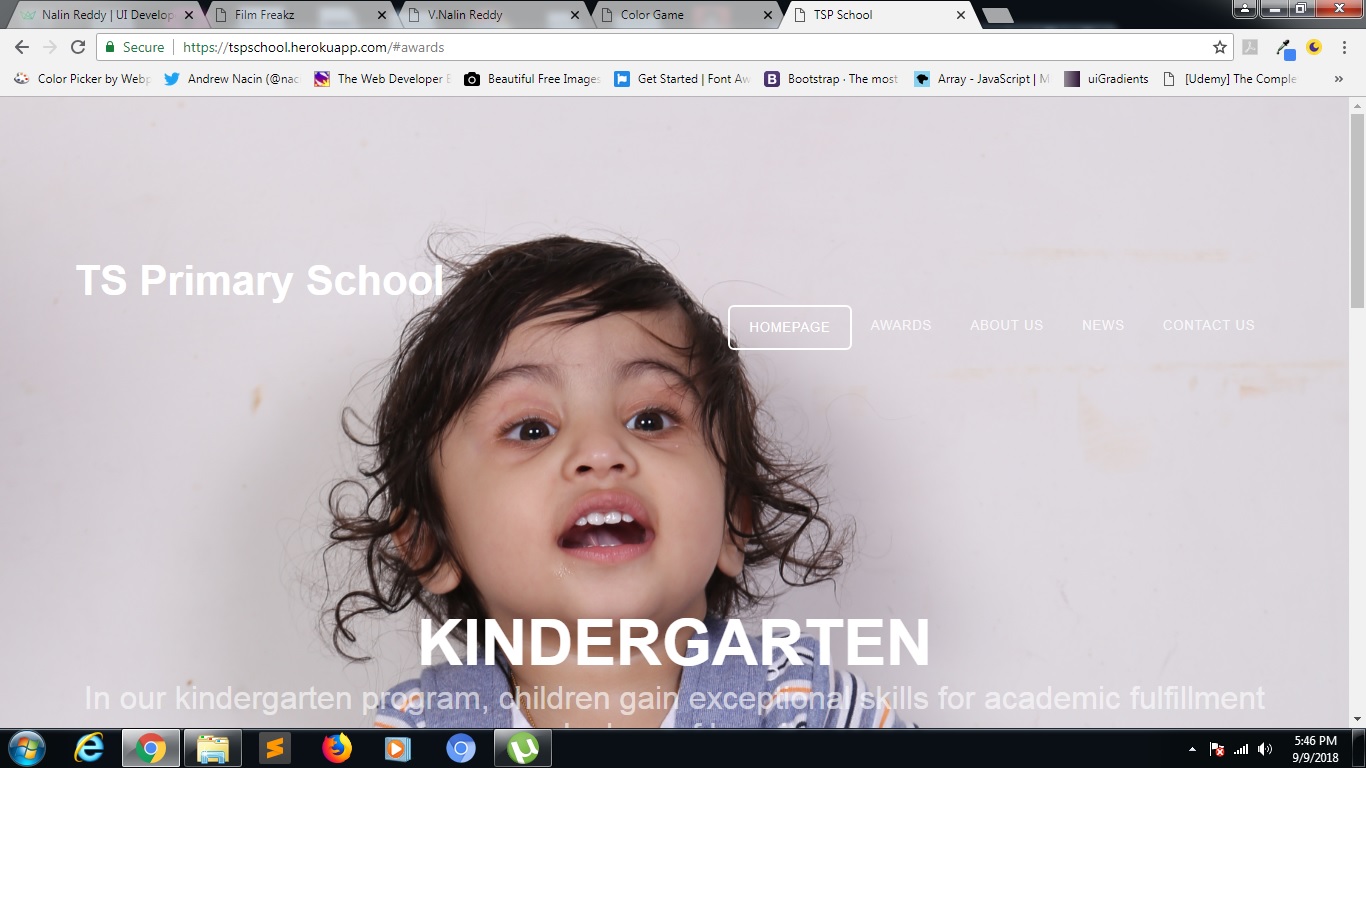 Nalin Reddy | UI Develop
Film Freakz
V.Nalin Reddy
Color Game
TSP School
Secure
https://tspschool.herokuapp.com/#awards
Color Picker by Webp
Andrew Nacin (@nac
The Web Developer B
Beautiful Free Images
Get Started | Font Aw
Bootstrap · The most
Array - JavaScript | M
uiGradients
[Udemy] The Comple
TS Primary School
HOMEPAGE
AWARDS
ABOUT US
NEWS
CONTACT US
KINDERGARTEN
In our kindergarten program, children gain exceptional skills for academic fulfillment
5:46 PM
9/9/2018